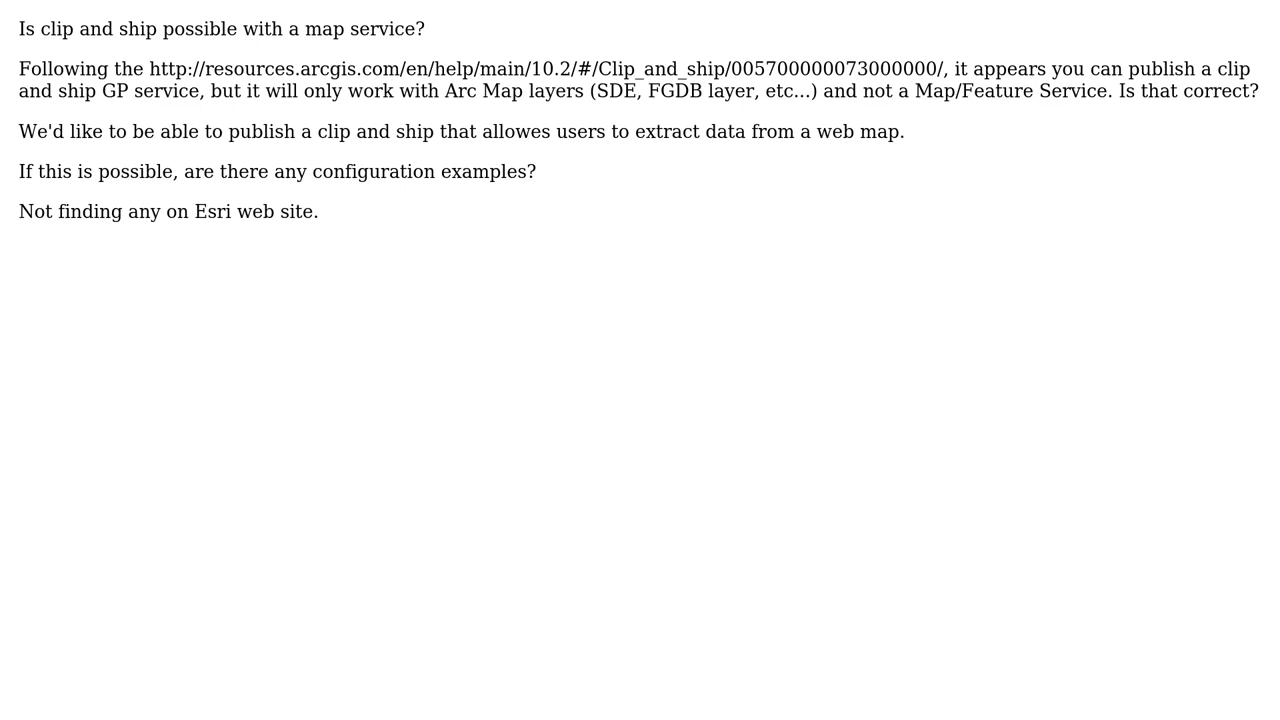 Is clip and ship possible with a map service?
Following the http://resources.arcgis.com/en/help/main/10.2/#/Clip_and_ship/005700000073000000/, it appears you can publish a clip
and ship GP service, but it will only work with Arc Map layers (SDE, FGDB layer, etc...) and not a Map/Feature Service. Is that correct?
We'd like to be able to publish a clip and ship that allowes users to extract data from a web map.
If this is possible, are there any configuration examples?
Not finding any on Esri web site.